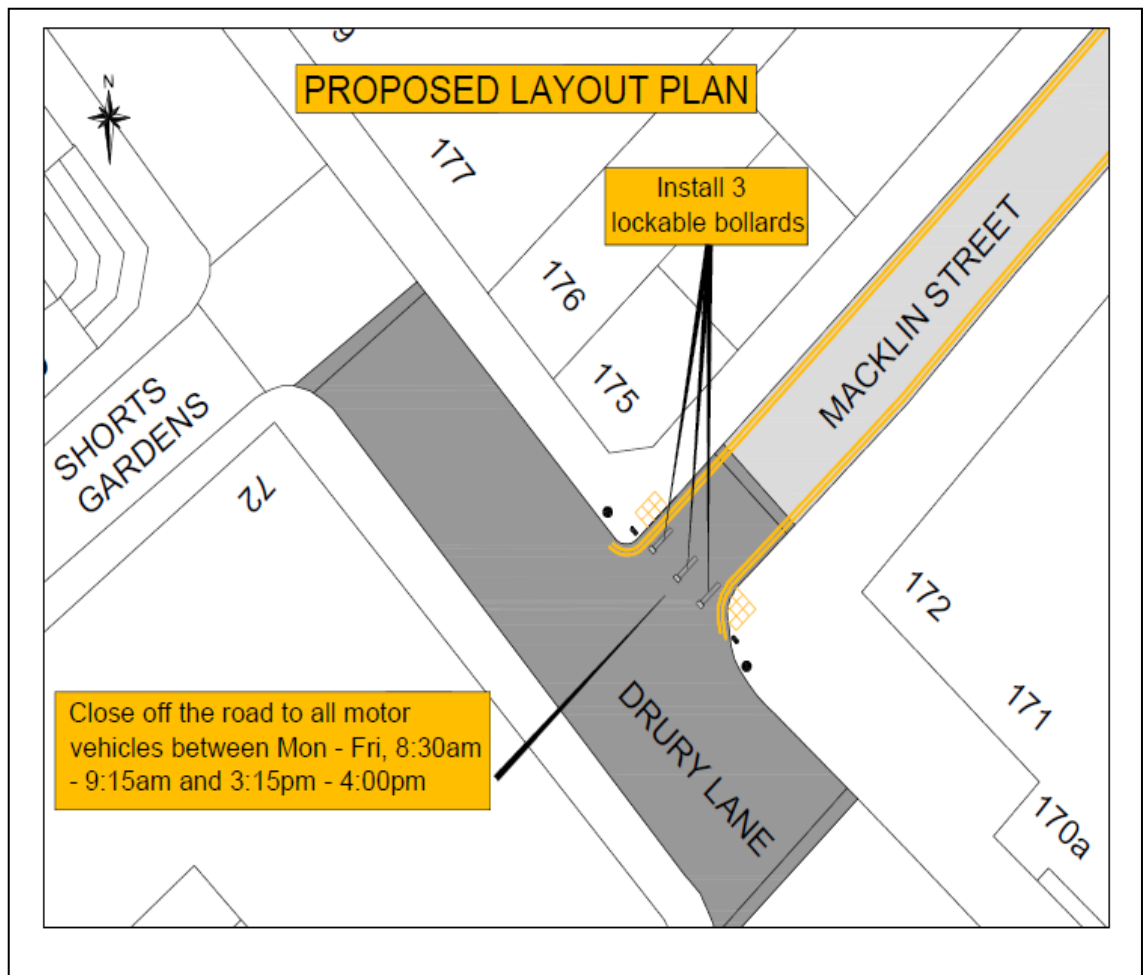 N
PROPOSED LAYOUT PLAN
177
Install 3
lockable bollards
176
175
MACKLIN STREET
SHORTS
GARDENS
72
172
171
170a
DRURY LANE
Close off the road to all motor
vehicles between Mon - Fri, 8:30am
- 9:15am and 3:15pm - 4:00pm